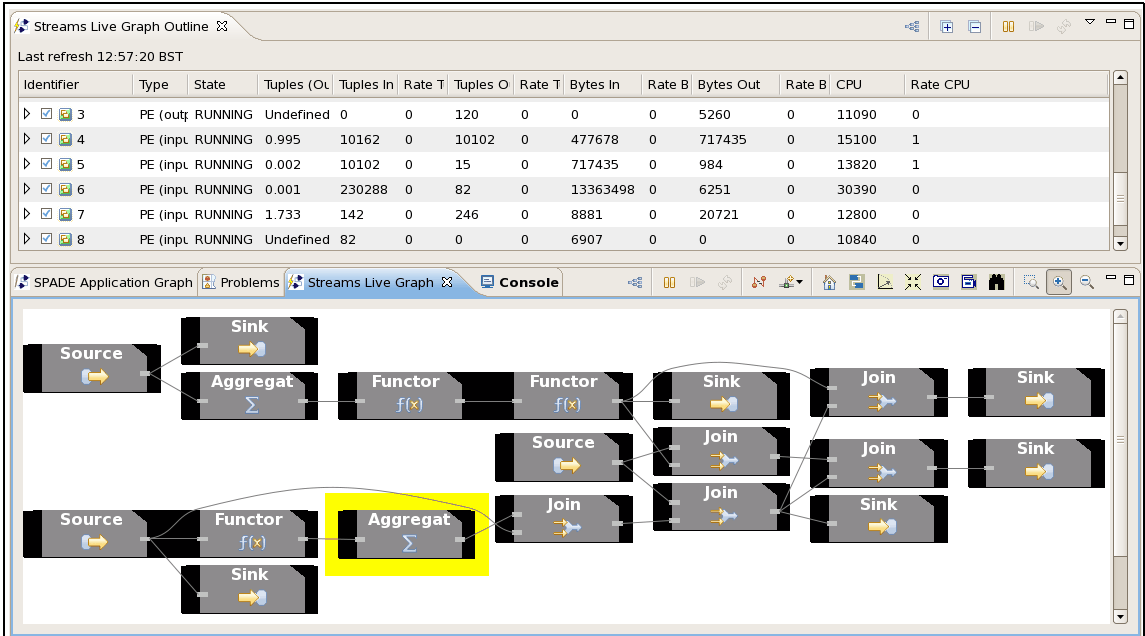 Streams Live Graph Outline
Last refresh 12:57:20 BST
Identifier Type State Tuples (Ou Tuples In Rate T Tuples O Rate T Bytes In Rate B Bytes Out Rate B CPU Rate CPU
3 PE (outp RUNNING Undefined 0 0 120 0 0 0 5260 0 11090 0
4 PE (inpu RUNNING 0.995 10162 0 10102 0 477678 0 717435 0 15100 1
5 PE (inpu RUNNING 0.002 10102 0 15 0 717435 0 984 0 13820 1
6 PE (inpu RUNNING 0.001 230288 0 82 0 13363498 0 6251 0 30390 0
7 PE (inpu RUNNING 1.733 142 0 246 0 8881 0 20721 0 12800 0
8 PE (inpu RUNNING Undefined 82 0 0 0 6907 0 0 0 10840 0
SPADE Application Graph Problems Streams Live Graph Console
Sink
Source
Σ
Aggregat Functor Functor Sink Join Sink
f(x) f(x)
Source Join Join Sink
Source Functor Aggregat Join Join Sink
f(x) Σ
Sink